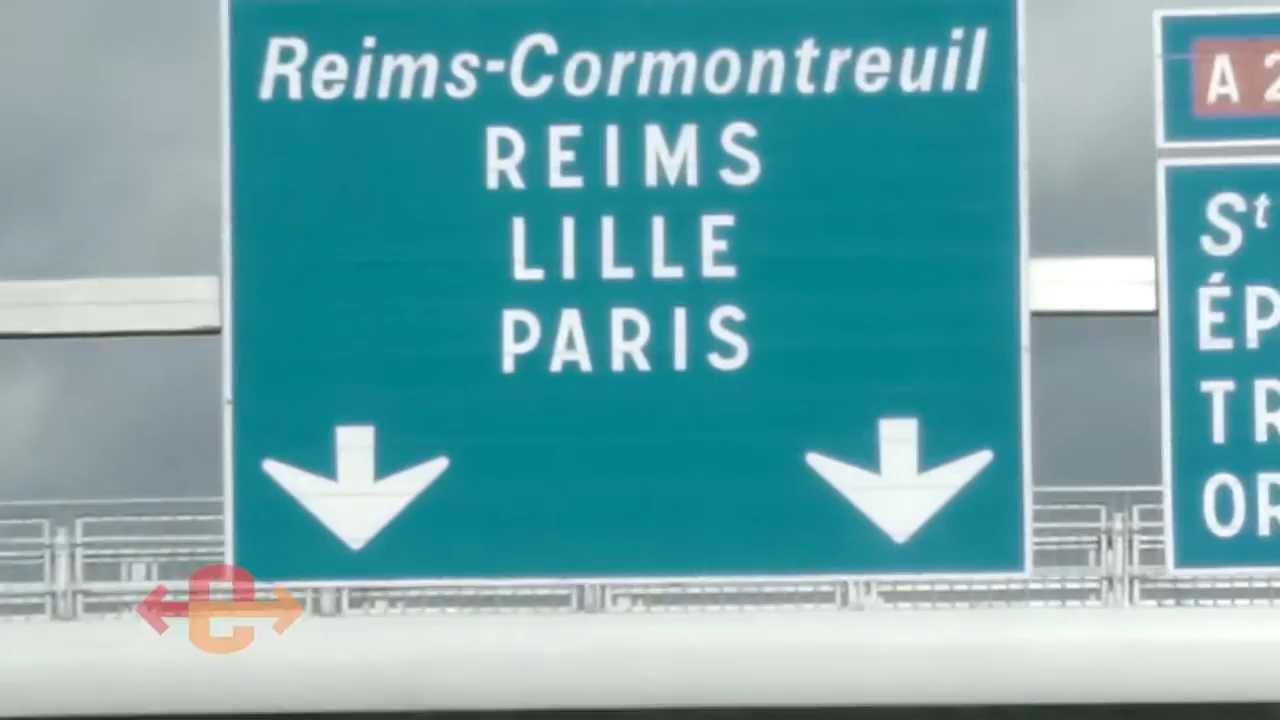 Reims-Cormontreuil
REIMS
LILLE
PARIS
A 2
St
ÉP
TR
OR
e